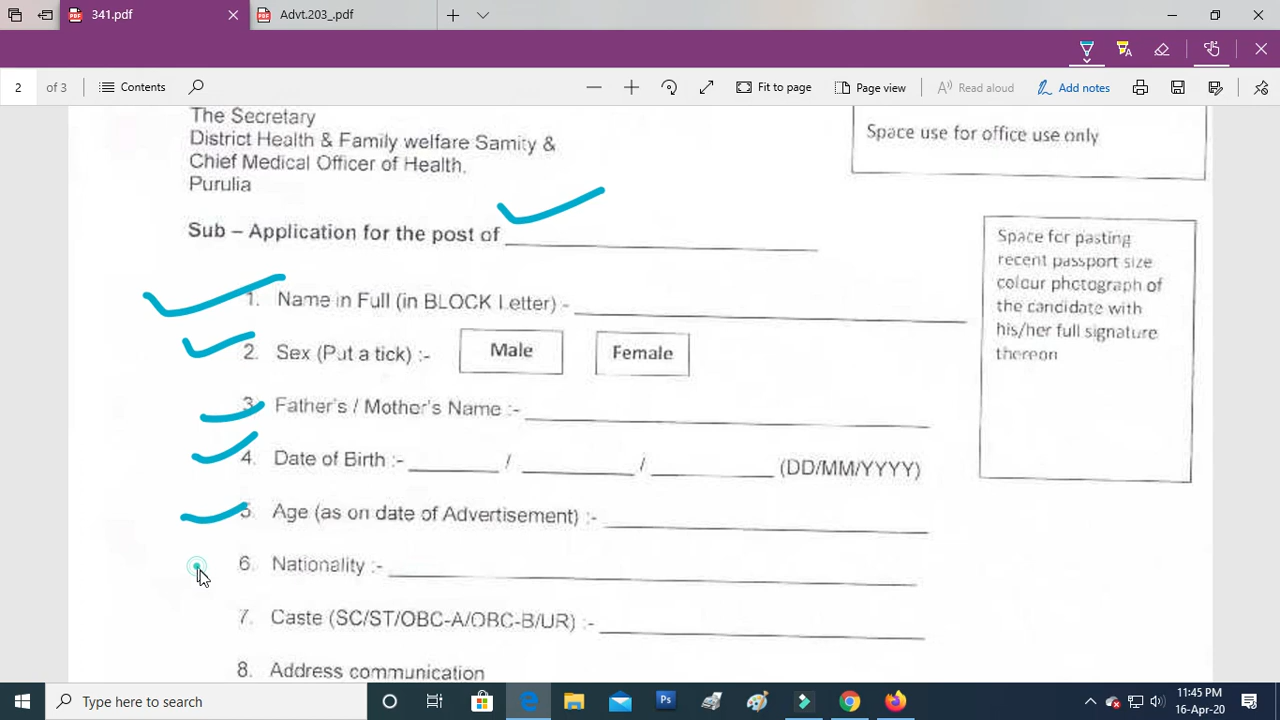 341.pdf
Advt.203_.pdf
2 of 3
Contents
Fit to page
Page view
Read aloud
Add notes
The Secretary
District Health & Family welfare Samity &
Chief Medical Officer of Health,
Purulia
Space use for office use only
Sub – Application for the post of
Space for pasting
recent passport size
colour photograph of
the candidate with
his/her full signature
thereon
1. Name in Full (in BLOCK Letter) :-
2. Sex (Put a tick) :- Male Female
3. Father's / Mother's Name :-
4. Date of Birth :- / / (DD/MM/YYYY)
5. Age (as on date of Advertisement) :-
6. Nationality :-
7. Caste (SC/ST/OBC-A/OBC-B/UR) :-
8. Address communication
Type here to search
Ps
11:45 PM
16-Apr-20